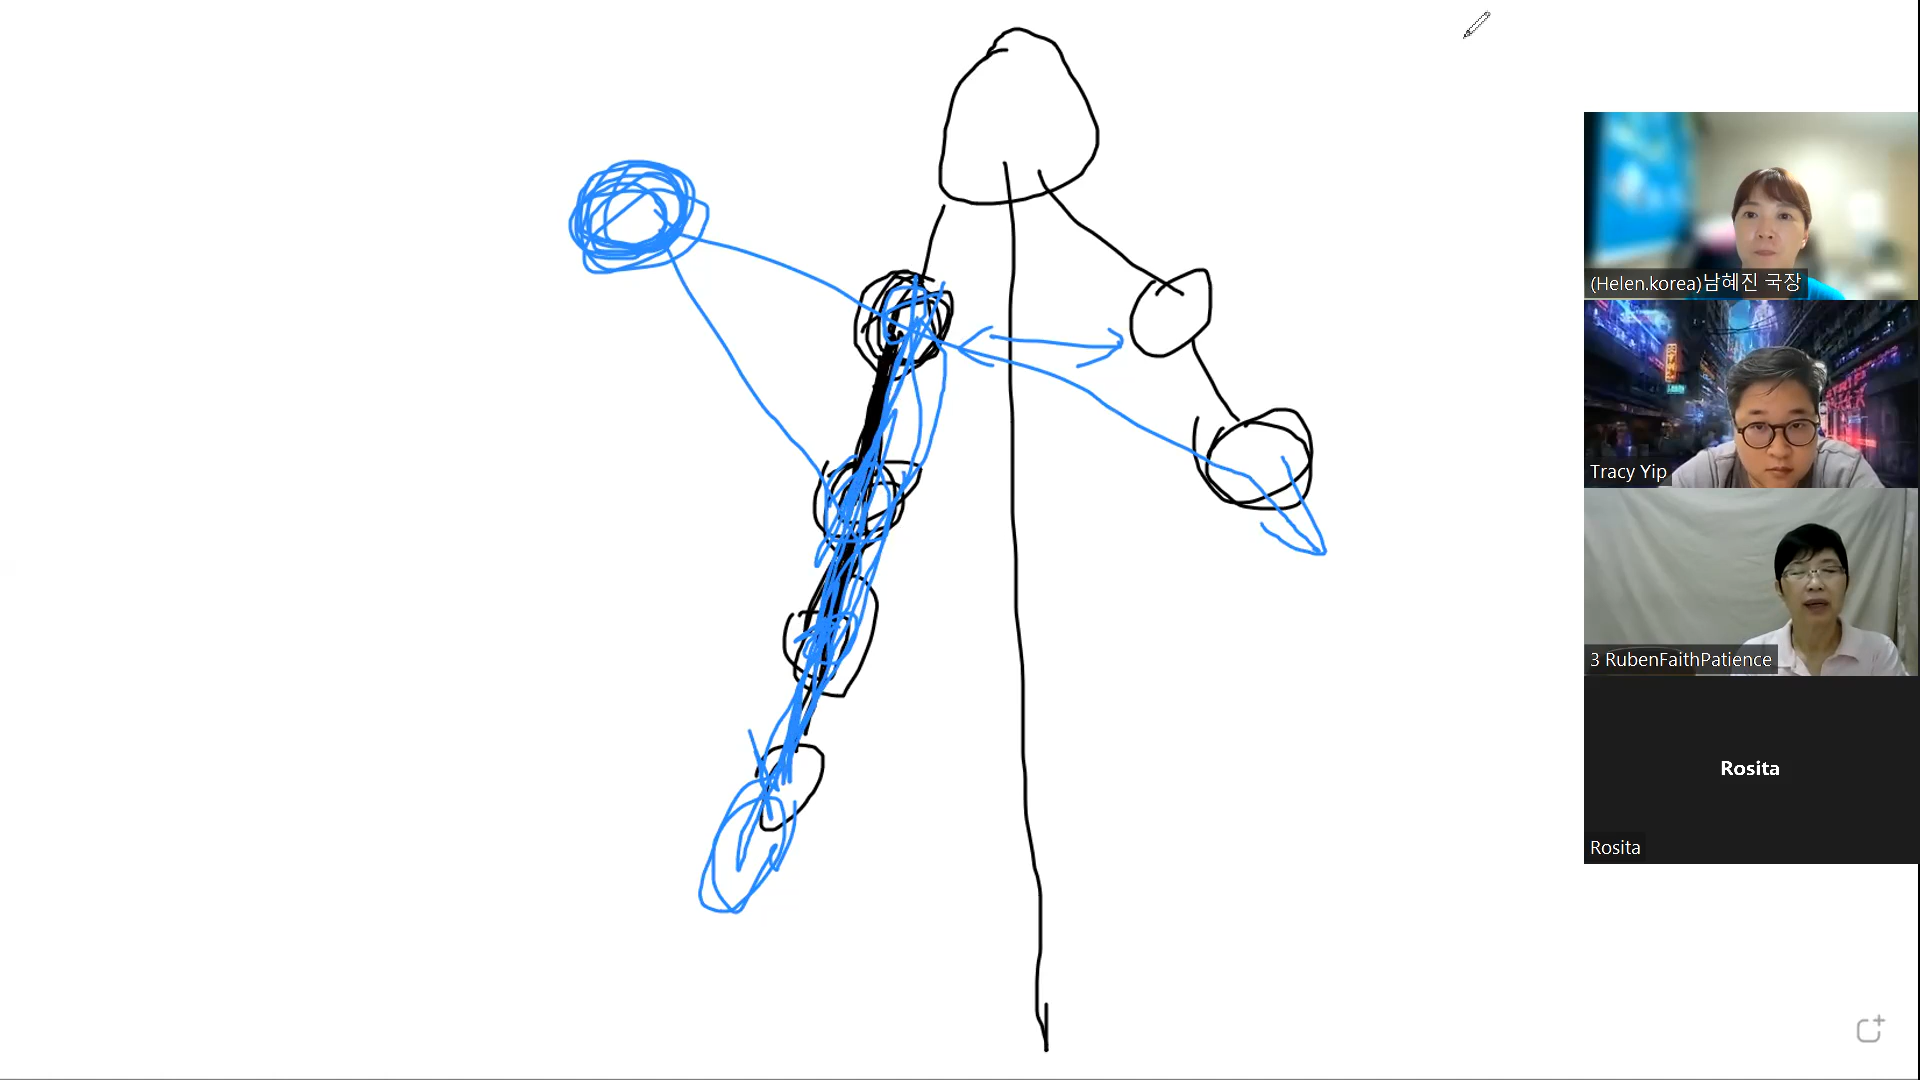 (Helen.korea)남혜진 국장
Tracy Yip
3 RubenFaithPatience
Rosita
Rosita